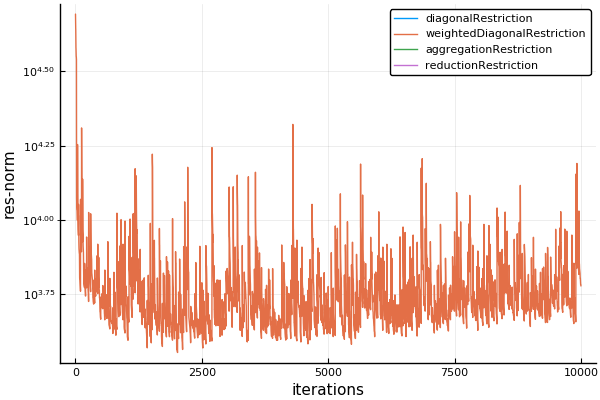 diagonalRestriction
weightedDiagonalRestriction
aggregationRestriction
reductionRestriction
10^4.50
10^4.25
10^4.00
10^3.75
res-norm
0
2500
5000
7500
10000
iterations